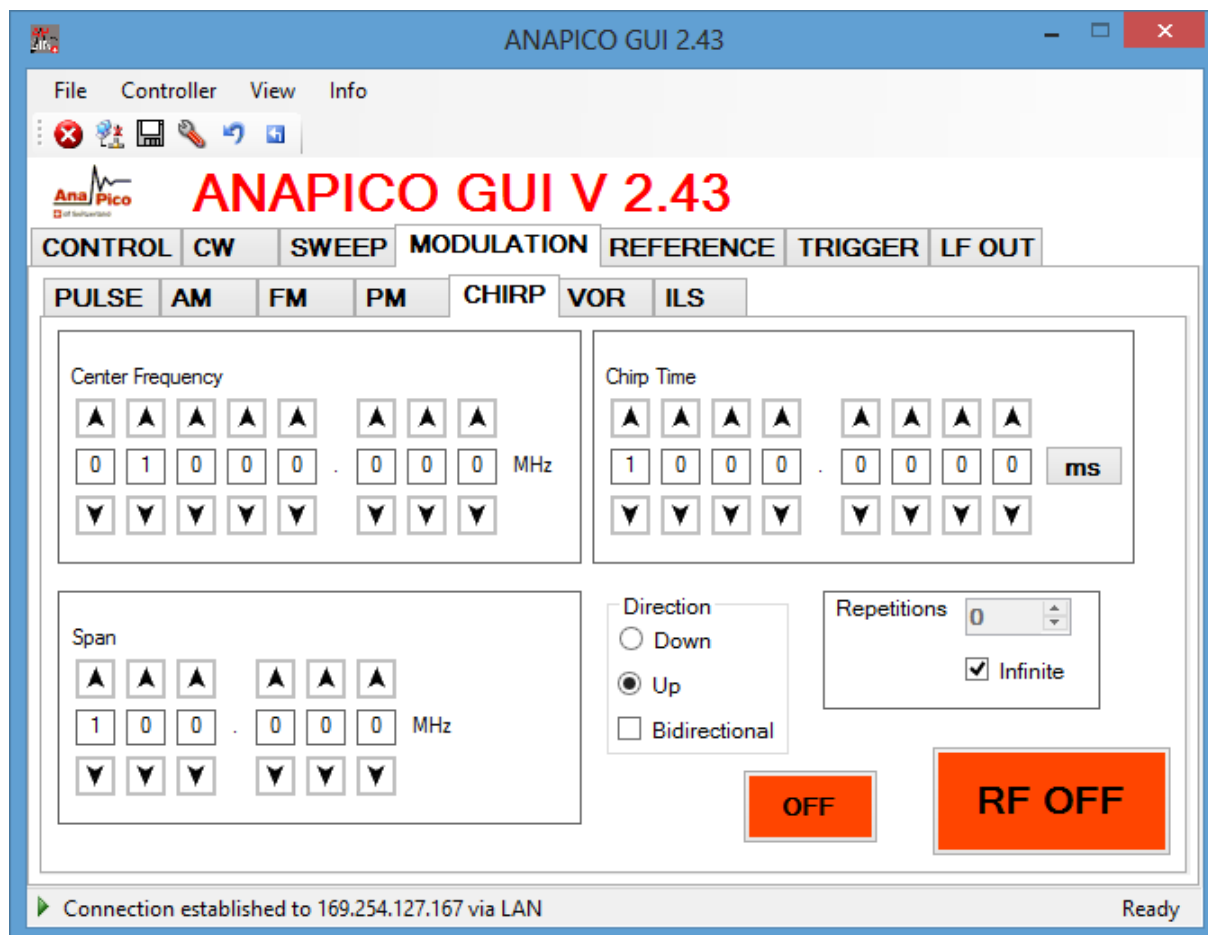 ANAPICO GUI 2.43
File Controller View Info
Ana Pico
ANAPICO GUI V 2.43
CONTROL CW SWEEP MODULATION REFERENCE TRIGGER LF OUT
PULSE AM FM PM CHIRP VOR ILS
Center Frequency
0 1 0 0 0 . 0 0 0 MHz
Chirp Time
1 0 0 0 . 0 0 0 0 ms
Span
1 0 0 . 0 0 0 MHz
Direction
Down
Up
Bidirectional
Repetitions 0
Infinite
OFF
RF OFF
Connection established to 169.254.127.167 via LAN
Ready